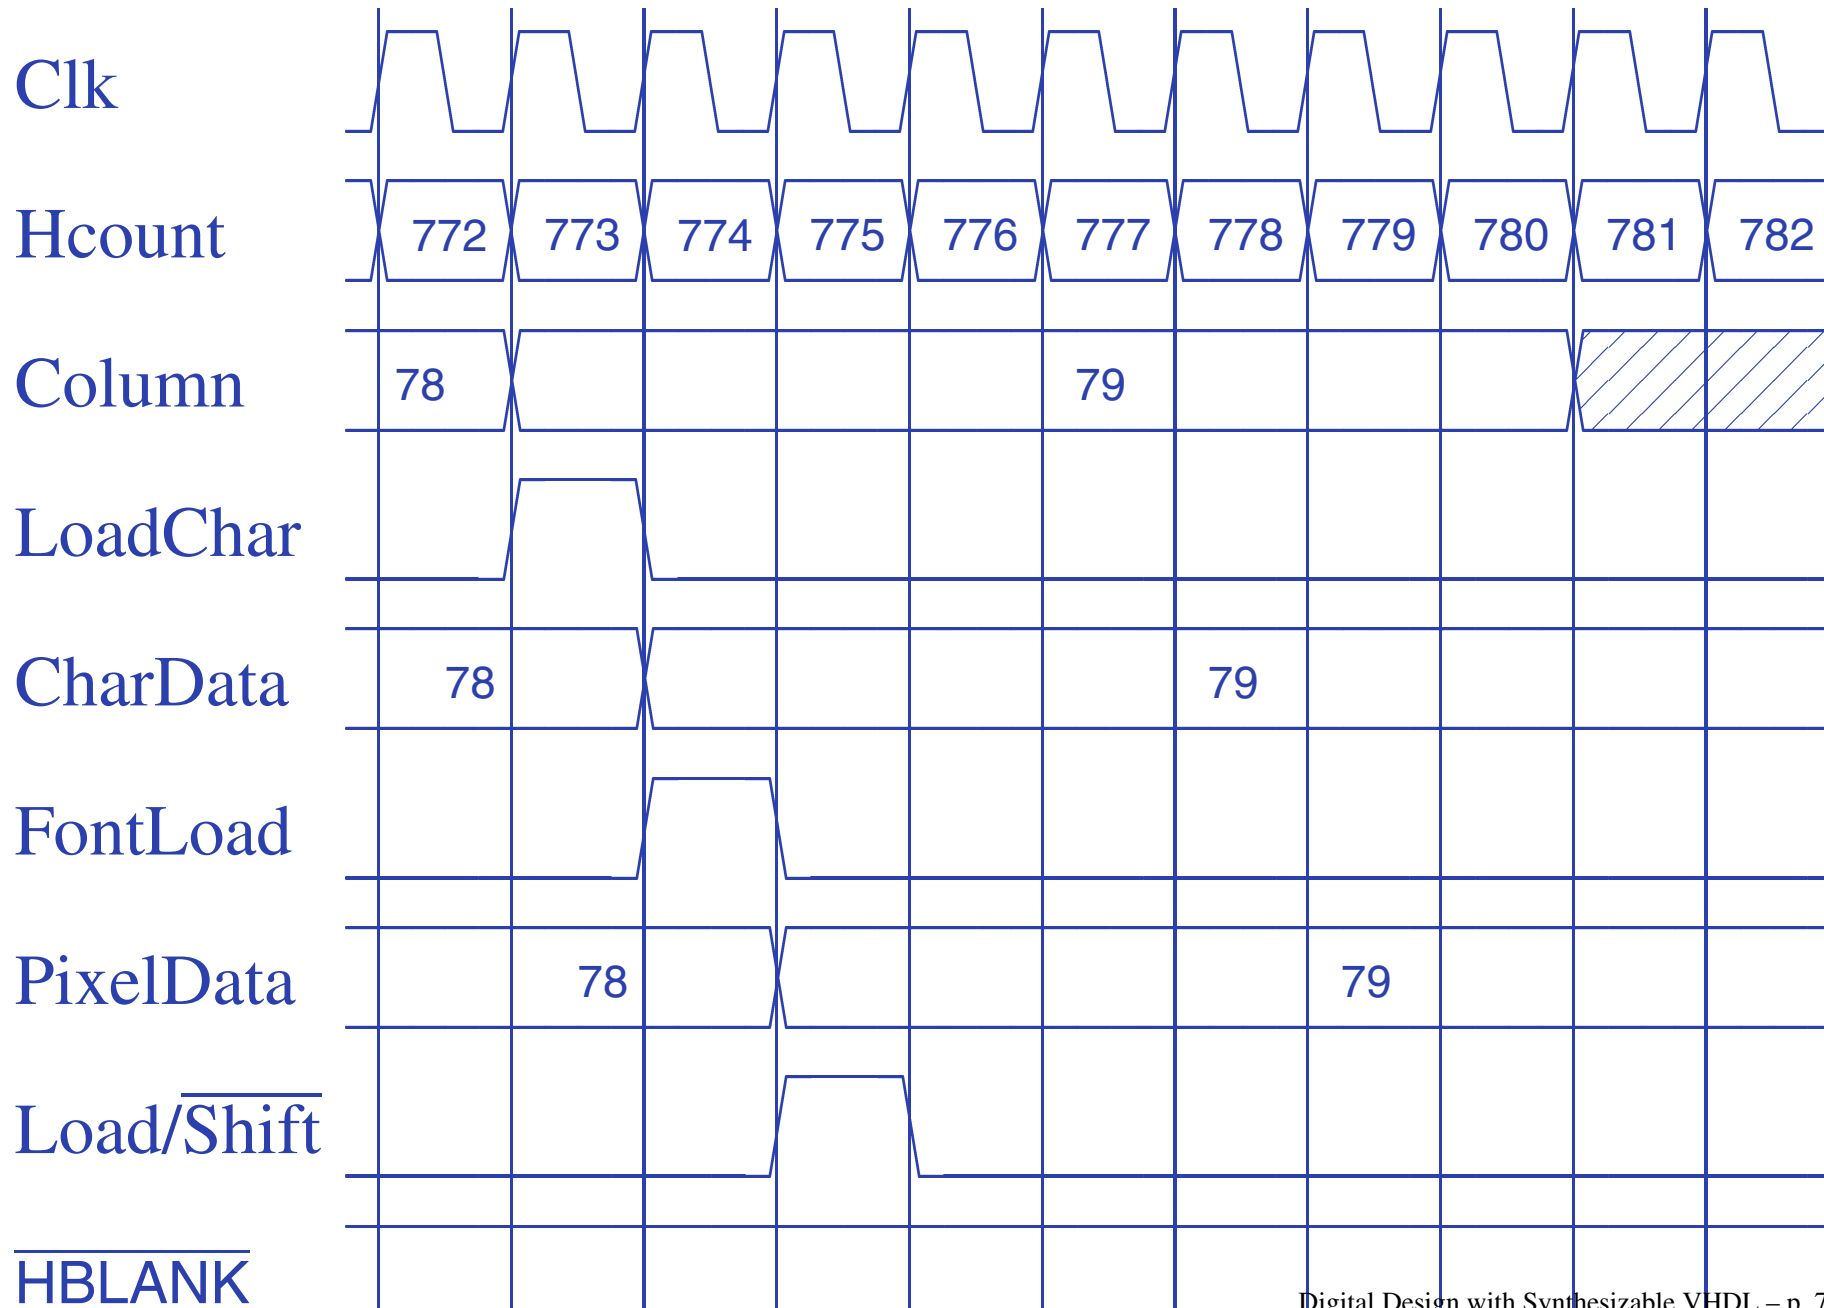 Clk
Hcount 772 773 774 775 776 777 778 779 780 781 782
Column 78 79
LoadChar
CharData 78 79
FontLoad
PixelData 78 79
Load/Shift
HBLANK
Digital Design with Synthesizable VHDL – p. 7